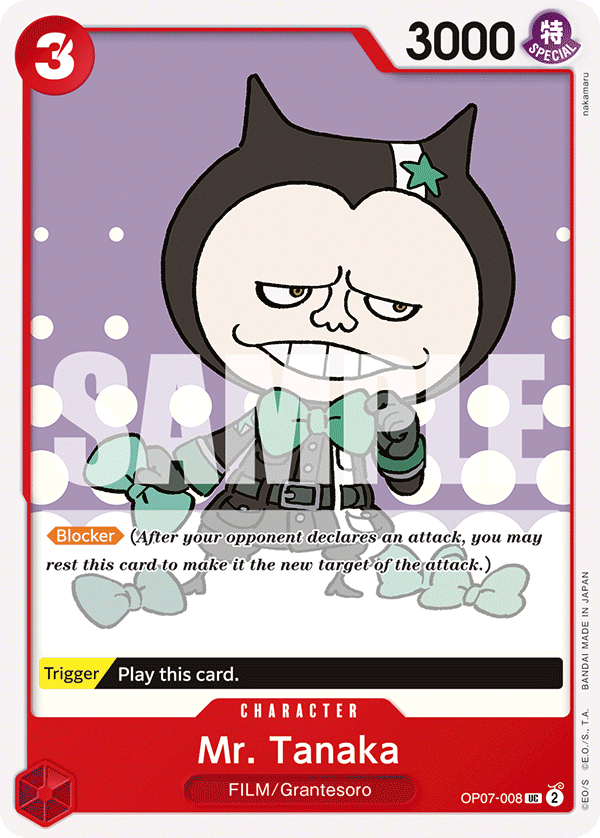 3
3000
特
SPECIAL
nakamaru
SAMPLE
Blocker (After your opponent declares an attack, you may
rest this card to make it the new target of the attack.)
Trigger Play this card.
CHARACTER
Mr. Tanaka
FILM/Grantesoro
OP07-008 UC 2
©EO/S ©E.O./S., T.A. BANDAI MADE IN JAPAN